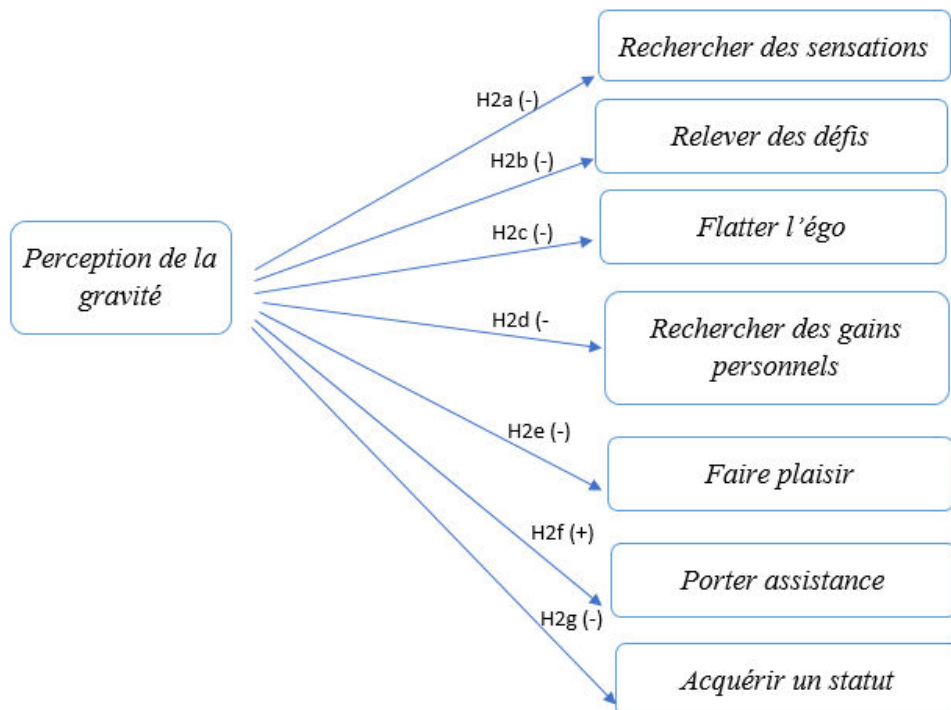 Rechercher des sensations
H2a (-)
Relever des défis
H2b (-)
Flatter l’égo
H2c (-)
Perception de la
gravité
H2d (-
Rechercher des gains
personnels
H2e (-)
Faire plaisir
H2f (+)
Porter assistance
H2g (-)
Acquérir un statut